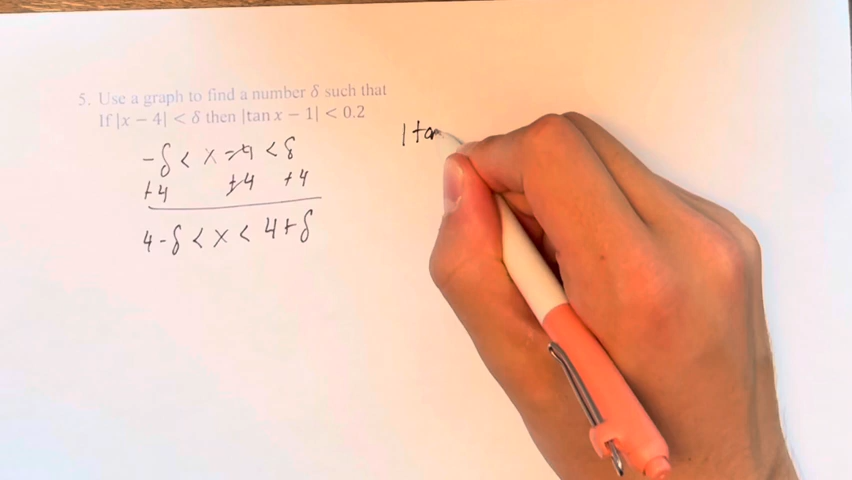 5. Use a graph to find a number δ such that
If |x − 4| < δ then |tan x − 1| < 0.2
-δ < x -4 < δ
+4 +4 +4
4-δ < x < 4+δ
|tan